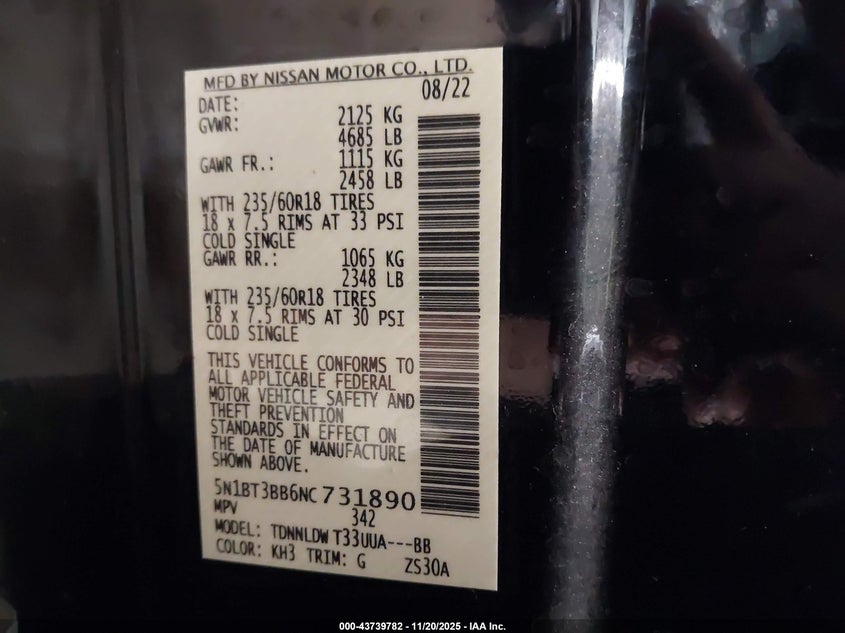 MFD BY NISSAN MOTOR CO., LTD.
DATE: 08/22
GVWR: 2125 KG
4685 LB
GAWR FR.: 1115 KG
2458 LB
WITH 235/60R18 TIRES
18 x 7.5 RIMS AT 33 PSI
COLD SINGLE
GAWR RR.: 1065 KG
2348 LB
WITH 235/60R18 TIRES
18 x 7.5 RIMS AT 30 PSI
COLD SINGLE
THIS VEHICLE CONFORMS TO
ALL APPLICABLE FEDERAL
MOTOR VEHICLE SAFETY AND
THEFT PREVENTION
STANDARDS IN EFFECT ON
THE DATE OF MANUFACTURE
SHOWN ABOVE.
5N1BT3BB6NC731890
MPV 342
MODEL: TDNNLDW T33UUA---BB
COLOR: KH3 TRIM: G ZS30A
000-43739782 - 11/20/2025 - IAA Inc.